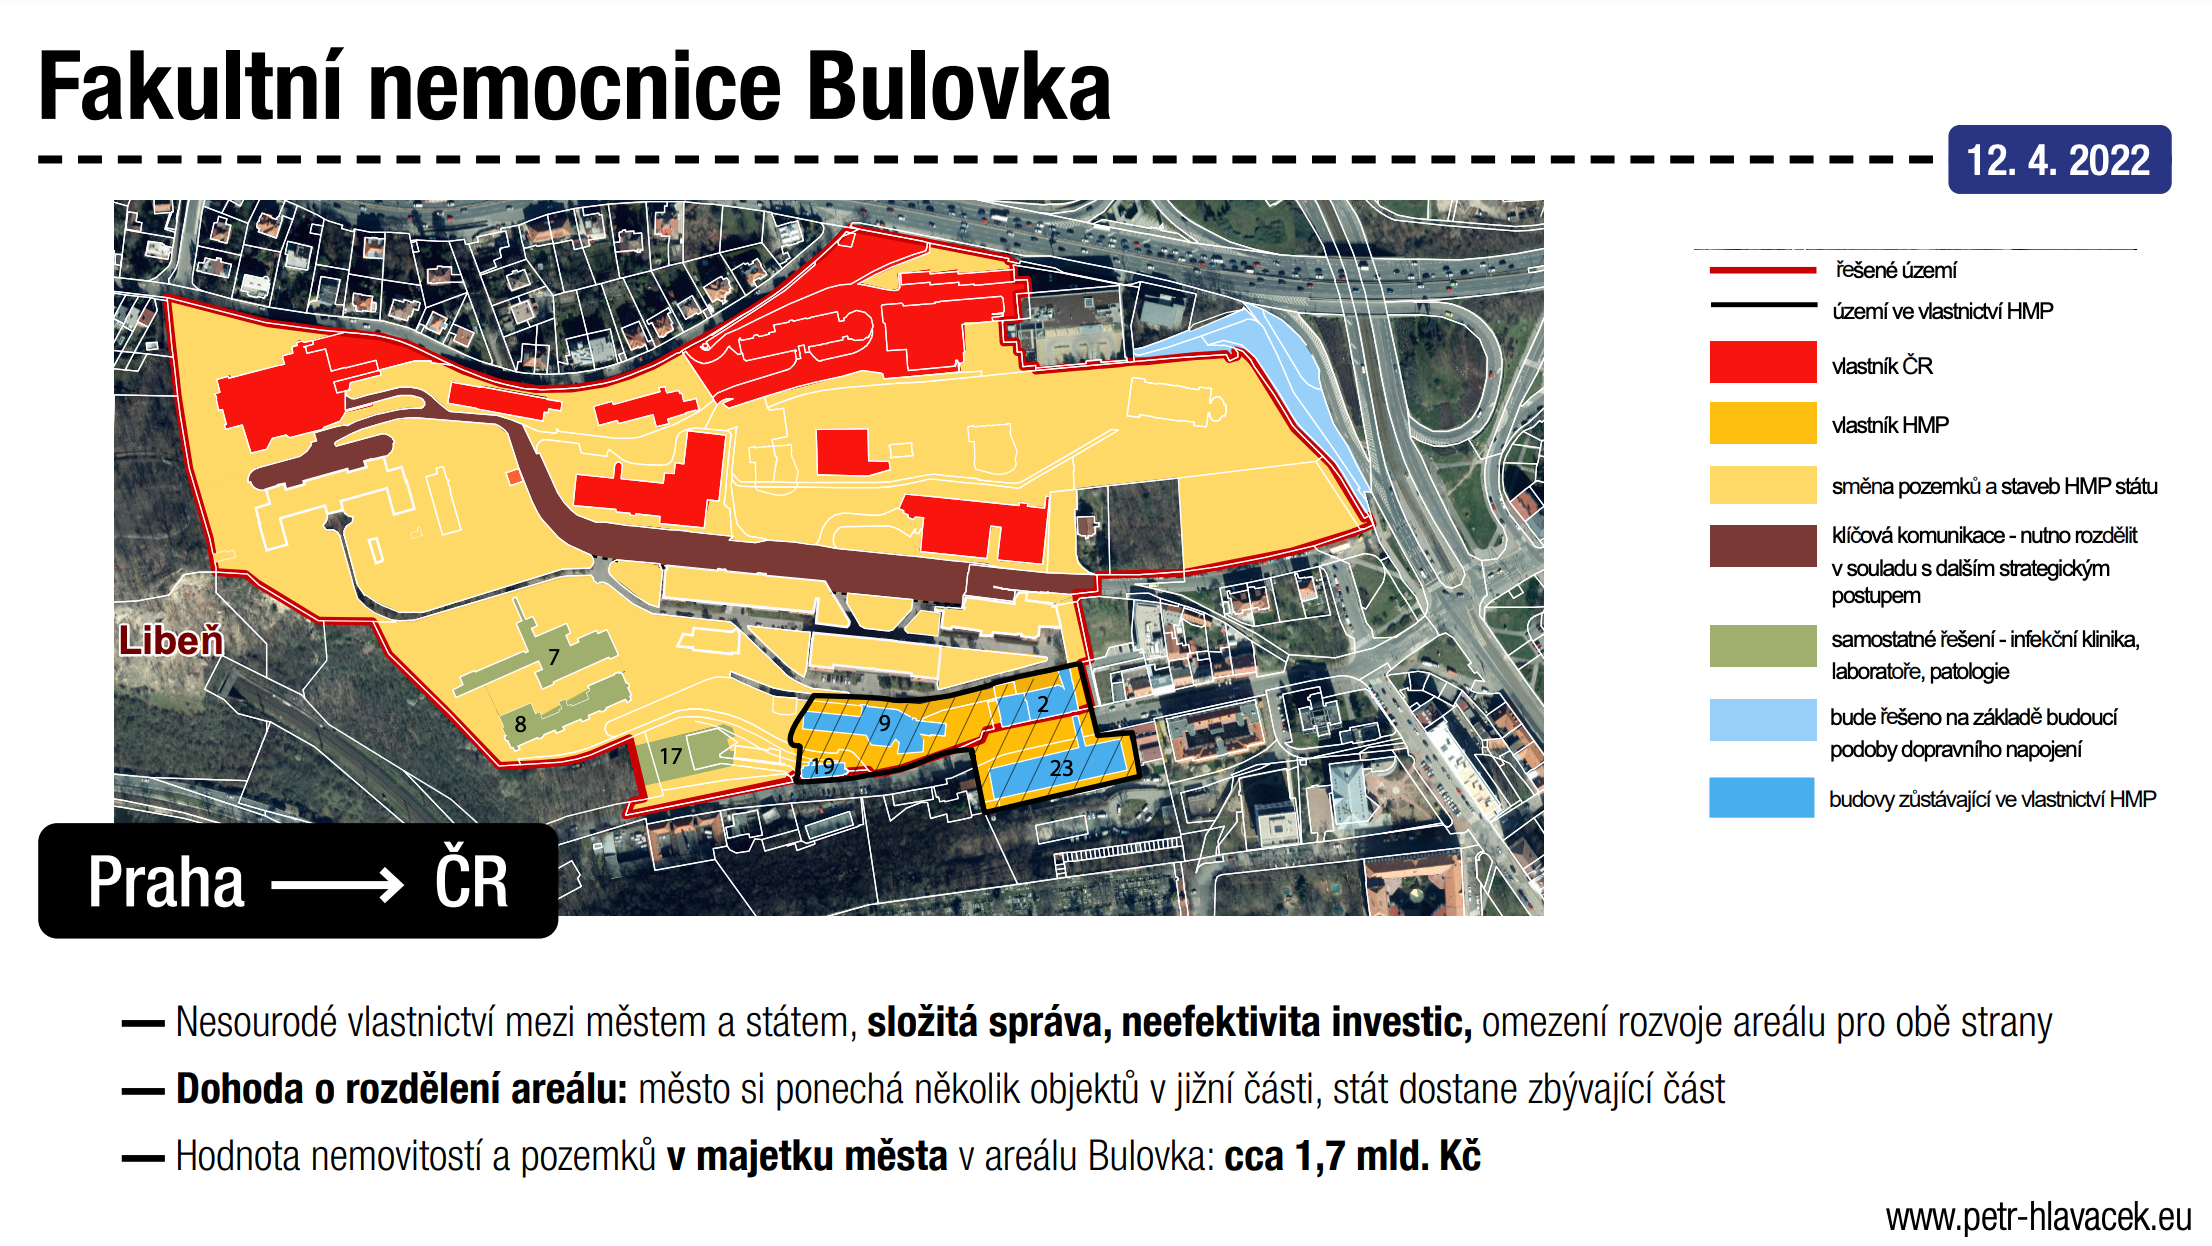 Fakultní nemocnice Bulovka
12. 4. 2022
řešené území
území ve vlastnictví HMP
vlastník ČR
vlastník HMP
směna pozemků a staveb HMP státu
klíčová komunikace - nutno rozdělit
v souladu s dalším strategickým
postupem
samostatné řešení - infekční klinika,
laboratoře, patologie
bude řešeno na základě budoucí
podoby dopravního napojení
budovy zůstávající ve vlastnictví HMP
Libeň
7
8
17
9
19
2
23
Praha → ČR
— Nesourodé vlastnictví mezi městem a státem, složitá správa, neefektivita investic, omezení rozvoje areálu pro obě strany
— Dohoda o rozdělení areálu: město si ponechá několik objektů v jižní části, stát dostane zbývající část
— Hodnota nemovitostí a pozemků v majetku města v areálu Bulovka: cca 1,7 mld. Kč
www.petr-hlavacek.eu